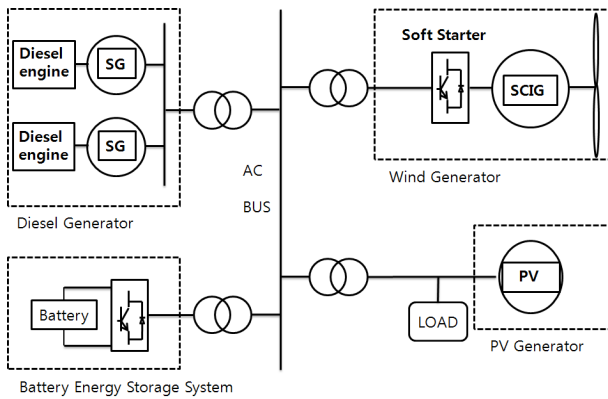 Diesel
engine
SG
Diesel
engine
SG
Diesel Generator
Soft Starter
SCIG
Wind Generator
AC
BUS
Battery
Battery Energy Storage System
PV
LOAD
PV Generator